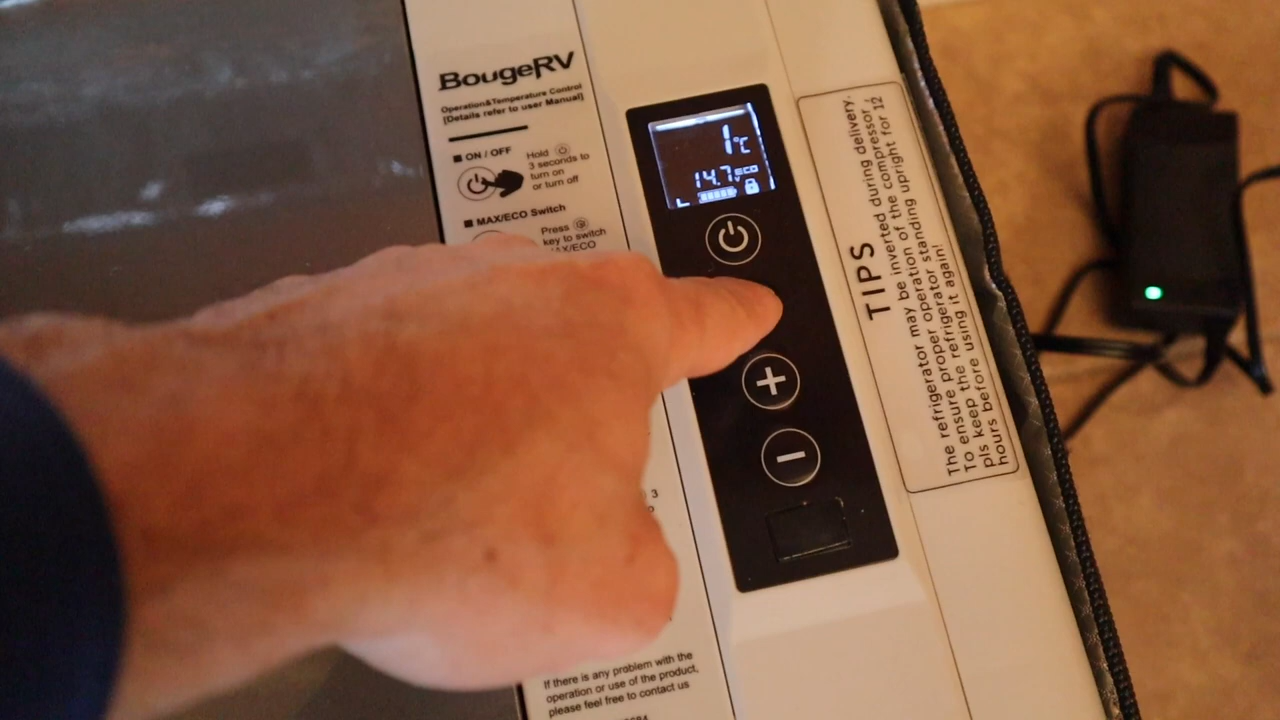 BougeRV
Operation&Temperature Control
[Details refer to user Manual]
ON / OFF
Hold
3 seconds to
turn on
or turn off
MAX/ECO Switch
Press
key to switch
MAX/ECO
1°C
14.7V ECO
L
TIPS
The refrigerator may be inverted during delivery.
To ensure proper operation of the compressor,
pls keep the refrigerator standing upright for 12
hours before using it again!
3
If there is any problem with the
operation or use of the product,
please feel free to contact us